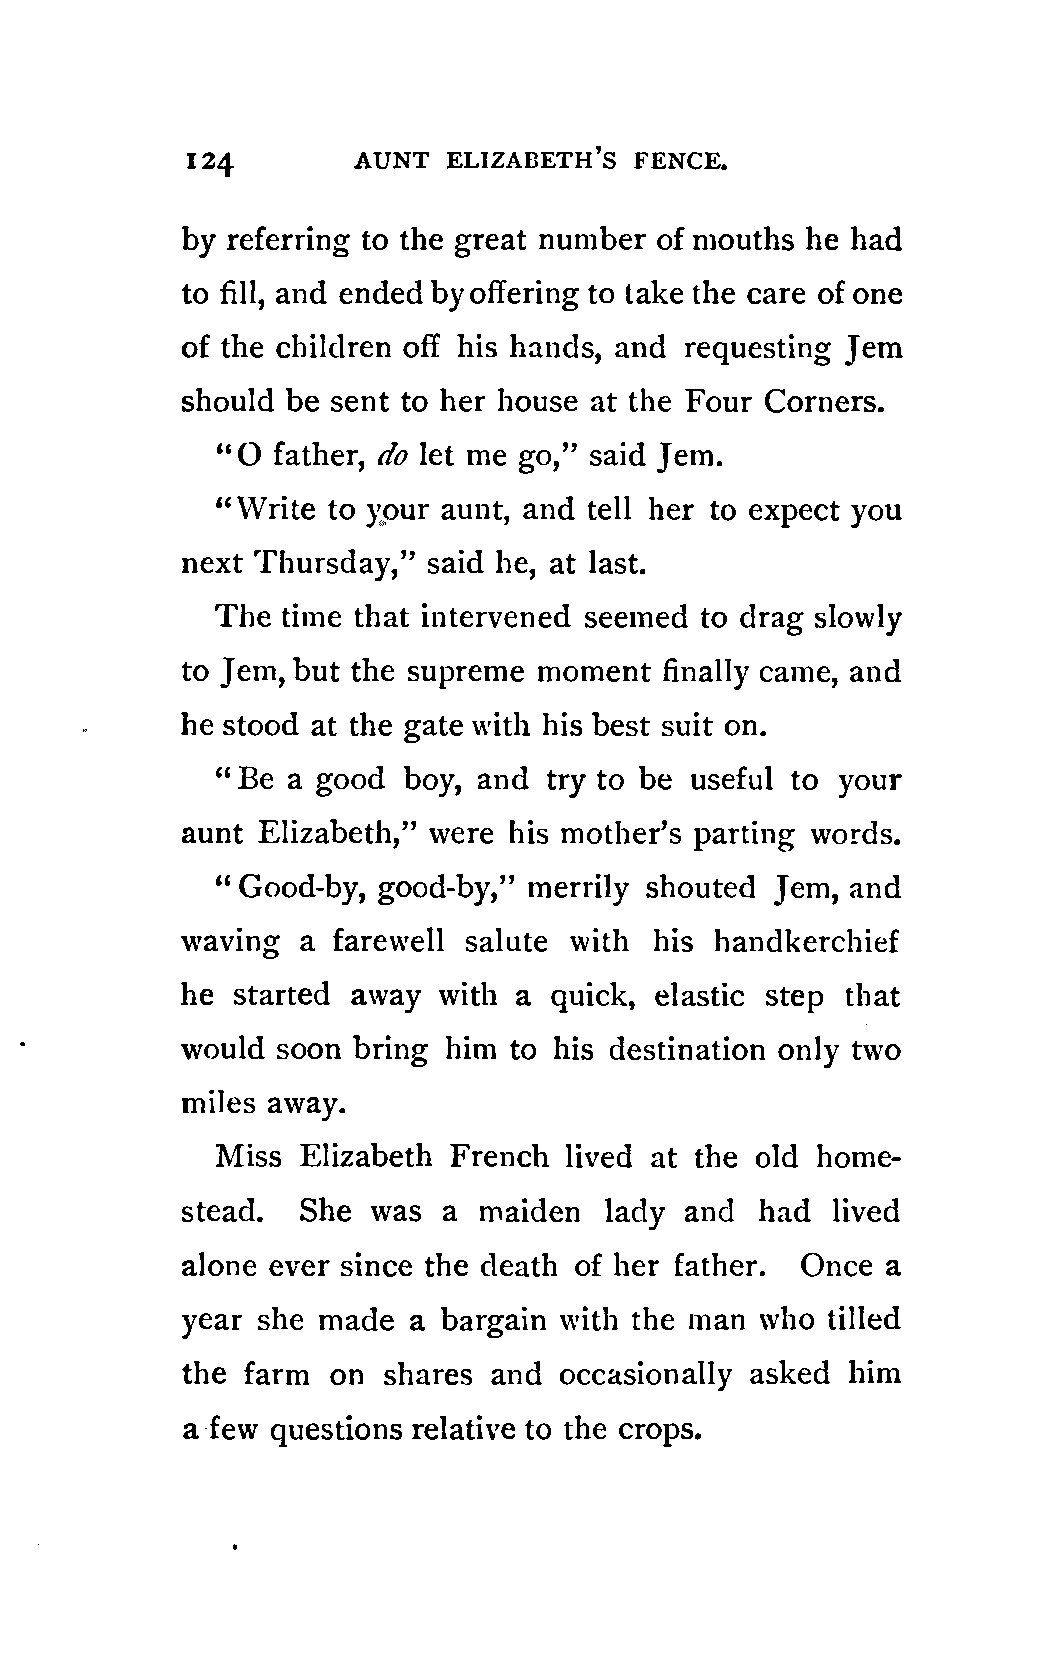 124 AUNT ELIZABETH'S FENCE.
by referring to the great number of mouths he had
to fill, and ended by offering to take the care of one
of the children off his hands, and requesting Jem
should be sent to her house at the Four Corners.
“O father, do let me go,” said Jem.
“Write to your aunt, and tell her to expect you
next Thursday,” said he, at last.
The time that intervened seemed to drag slowly
to Jem, but the supreme moment finally came, and
he stood at the gate with his best suit on.
“Be a good boy, and try to be useful to your
aunt Elizabeth,” were his mother's parting words.
“Good-by, good-by,” merrily shouted Jem, and
waving a farewell salute with his handkerchief
he started away with a quick, elastic step that
would soon bring him to his destination only two
miles away.
Miss Elizabeth French lived at the old home-
stead. She was a maiden lady and had lived
alone ever since the death of her father. Once a
year she made a bargain with the man who tilled
the farm on shares and occasionally asked him
a few questions relative to the crops.